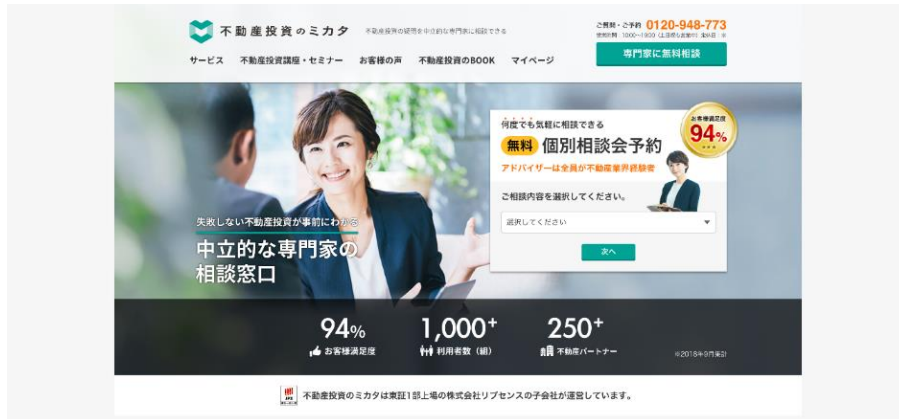 不動産投資のミカタ
不動産投資の疑問を中立的な専門家に相談できる
ご質問・ご予約 0120-948-773
サービス 不動産投資講座・セミナー お客様の声 不動産投資のBOOK マイページ
専門家に無料相談
何度でも気軽に相談できる
無料 個別相談会予約
アドバイザーは全員が不動産業界経験者
お客様満足度
94%
ご相談内容を選択してください。
選択してください
次へ
失敗しない不動産投資が事前にわかる
中立的な専門家の
相談窓口
94% 1,000+ 250+
お客様満足度 利用者数（組） 不動産パートナー
※2018年9月集計
不動産投資のミカタは東証1部上場の株式会社リブセンスの子会社が運営しています。